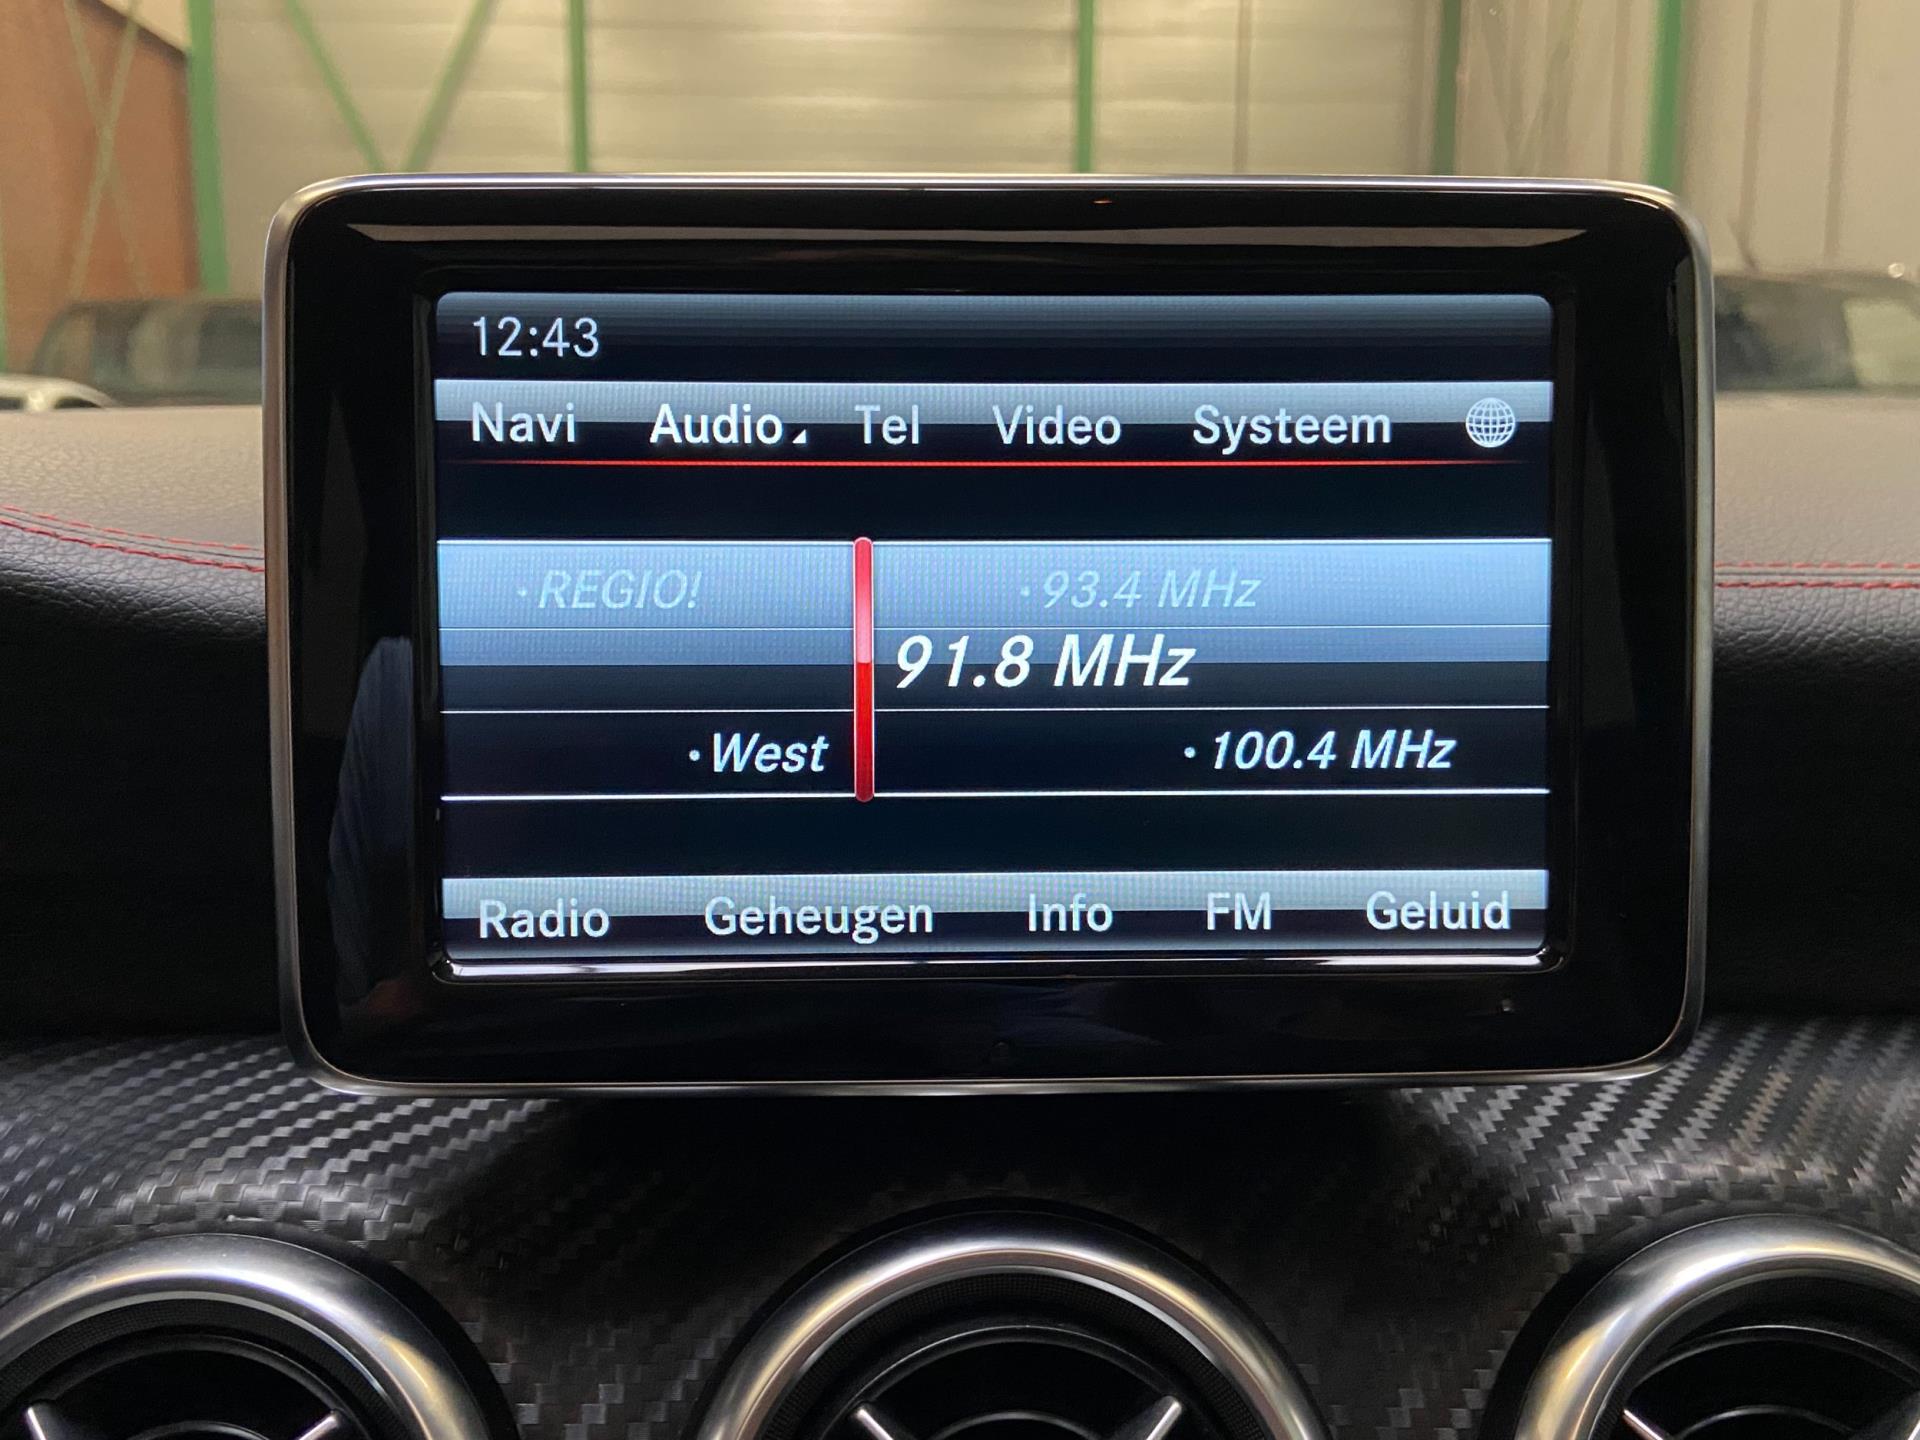 12:43
Navi Audio Tel Video Systeem
· REGIO! · 93.4 MHz
91.8 MHz
· West · 100.4 MHz
Radio Geheugen Info FM Geluid